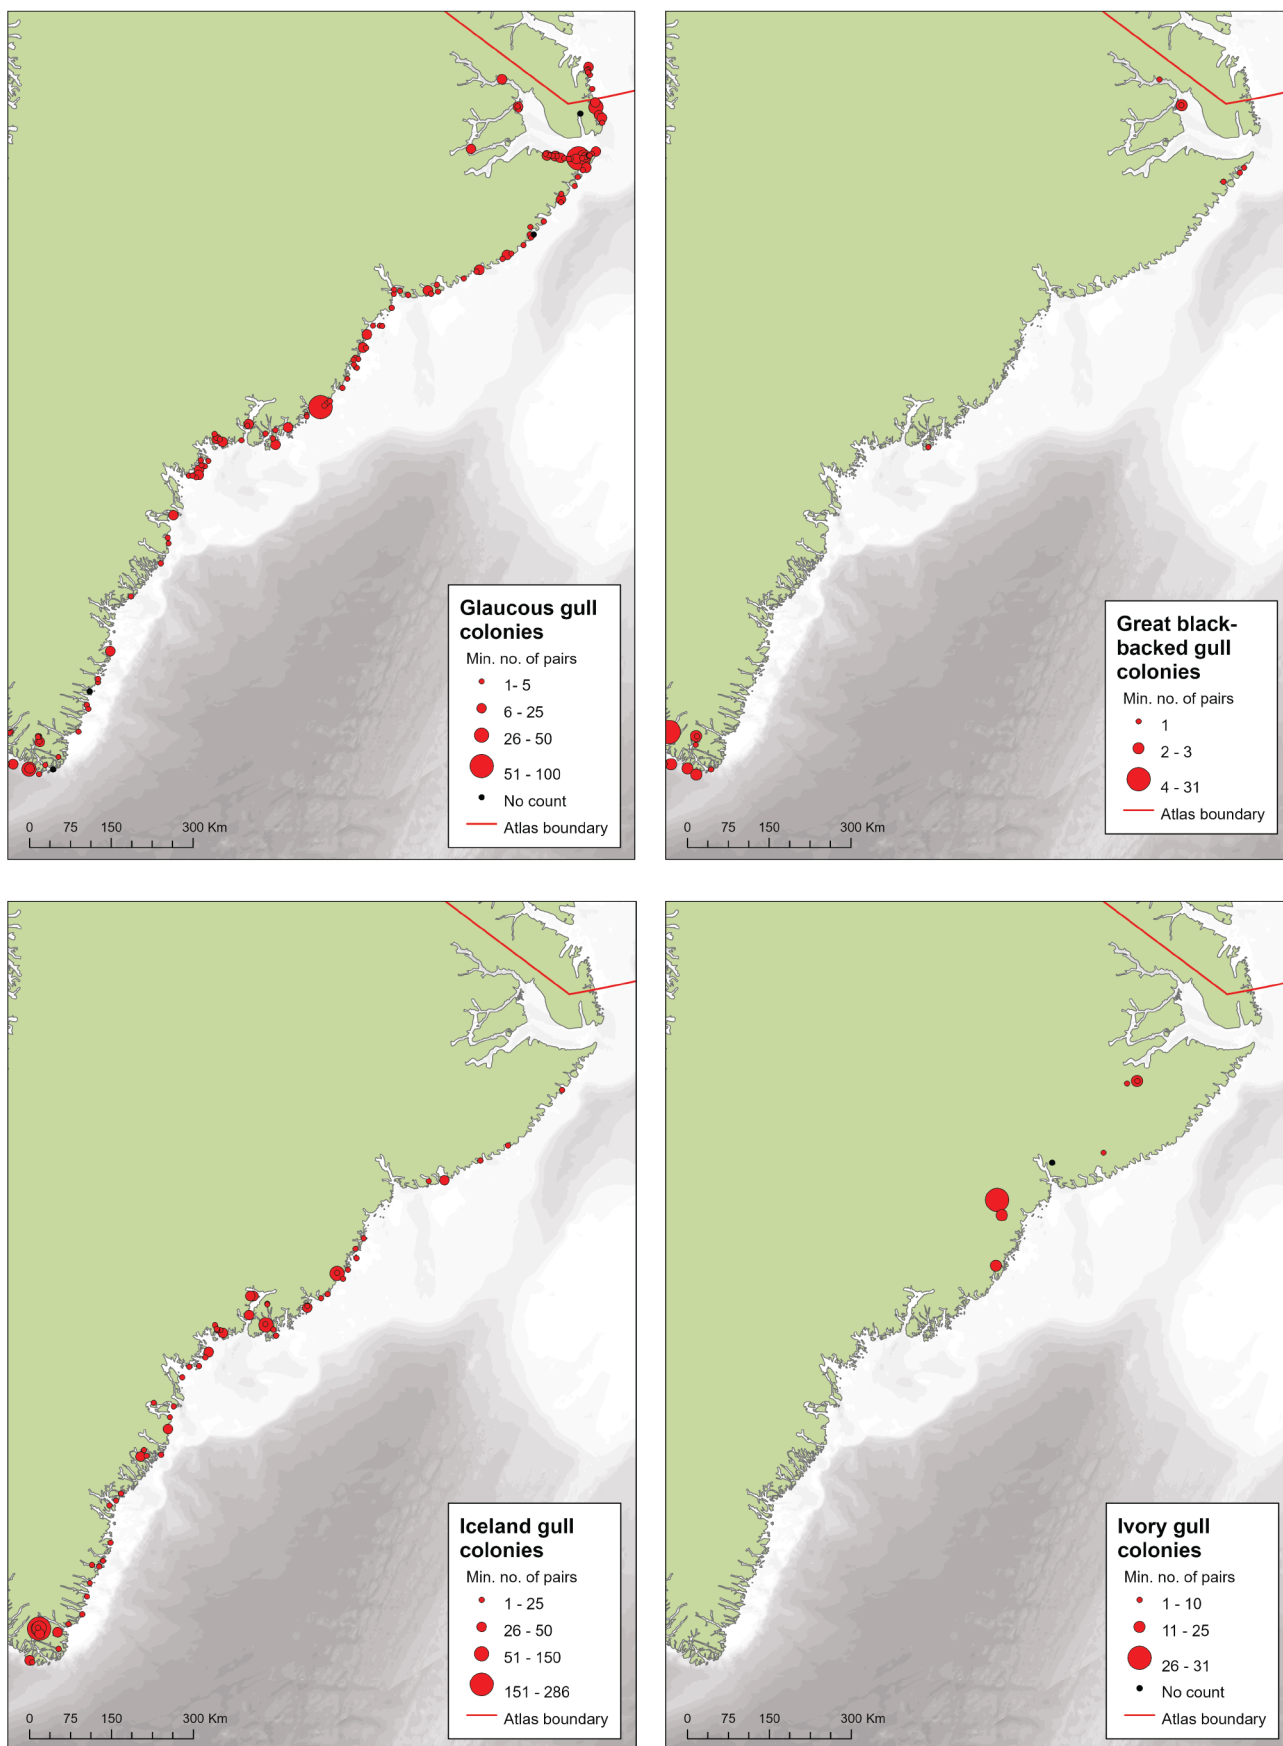 Glaucous gull
colonies
Min. no. of pairs
1- 5
6 - 25
26 - 50
51 - 100
No count
Atlas boundary
0 75 150 300 Km
Great black-
backed gull
colonies
Min. no. of pairs
1
2 - 3
4 - 31
Atlas boundary
0 75 150 300 Km
Iceland gull
colonies
Min. no. of pairs
1 - 25
26 - 50
51 - 150
151 - 286
Atlas boundary
0 75 150 300 Km
Ivory gull
colonies
Min. no. of pairs
1 - 10
11 - 25
26 - 31
No count
Atlas boundary
0 75 150 300 Km